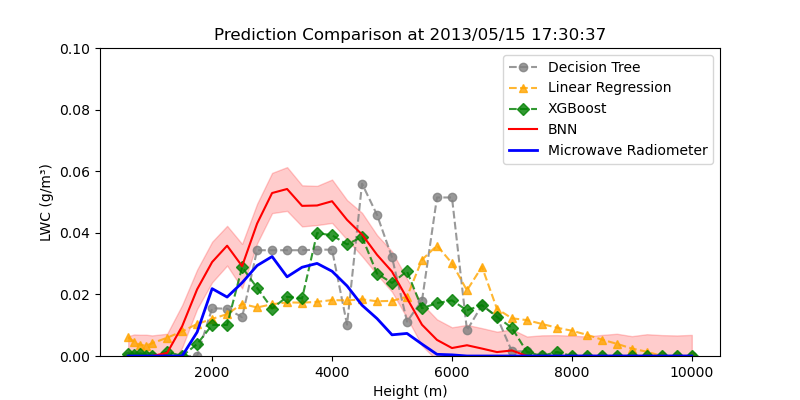 Prediction Comparison at 2013/05/15 17:30:37
0.10
0.08
0.06
0.04
0.02
0.00
LWC (g/m³)
Decision Tree
Linear Regression
XGBoost
BNN
Microwave Radiometer
2000 4000 6000 8000 10000
Height (m)